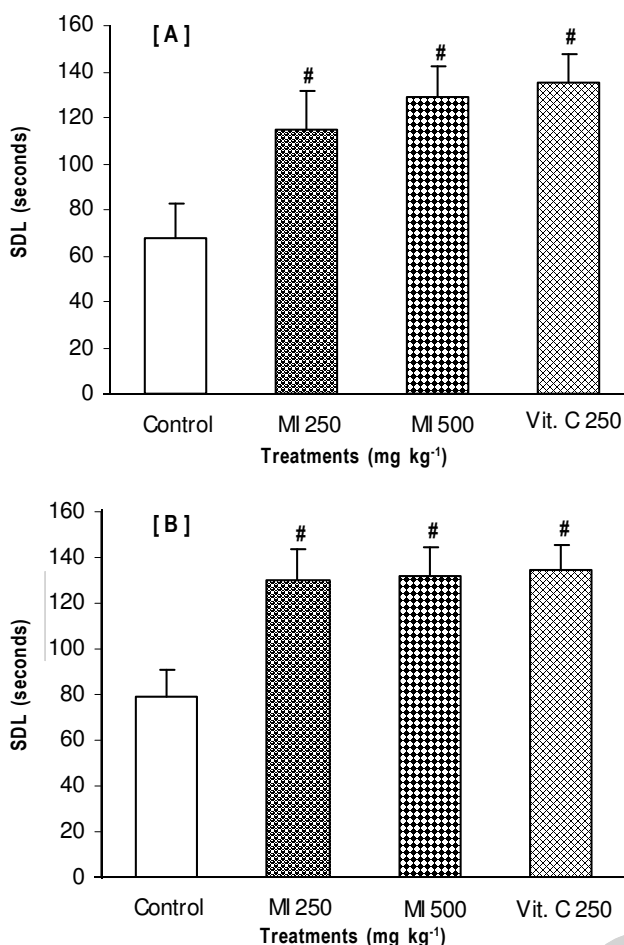 160
[ A ]
#
#
#
140
120
100
80
60
40
20
0
SDL (seconds)
Control
MI 250
MI 500
Vit. C 250
Treatments (mg kg⁻¹)
160
[ B ]
#
#
#
140
120
100
80
60
40
20
0
SDL (seconds)
Control
MI 250
MI 500
Vit. C 250
Treatments (mg kg⁻¹)